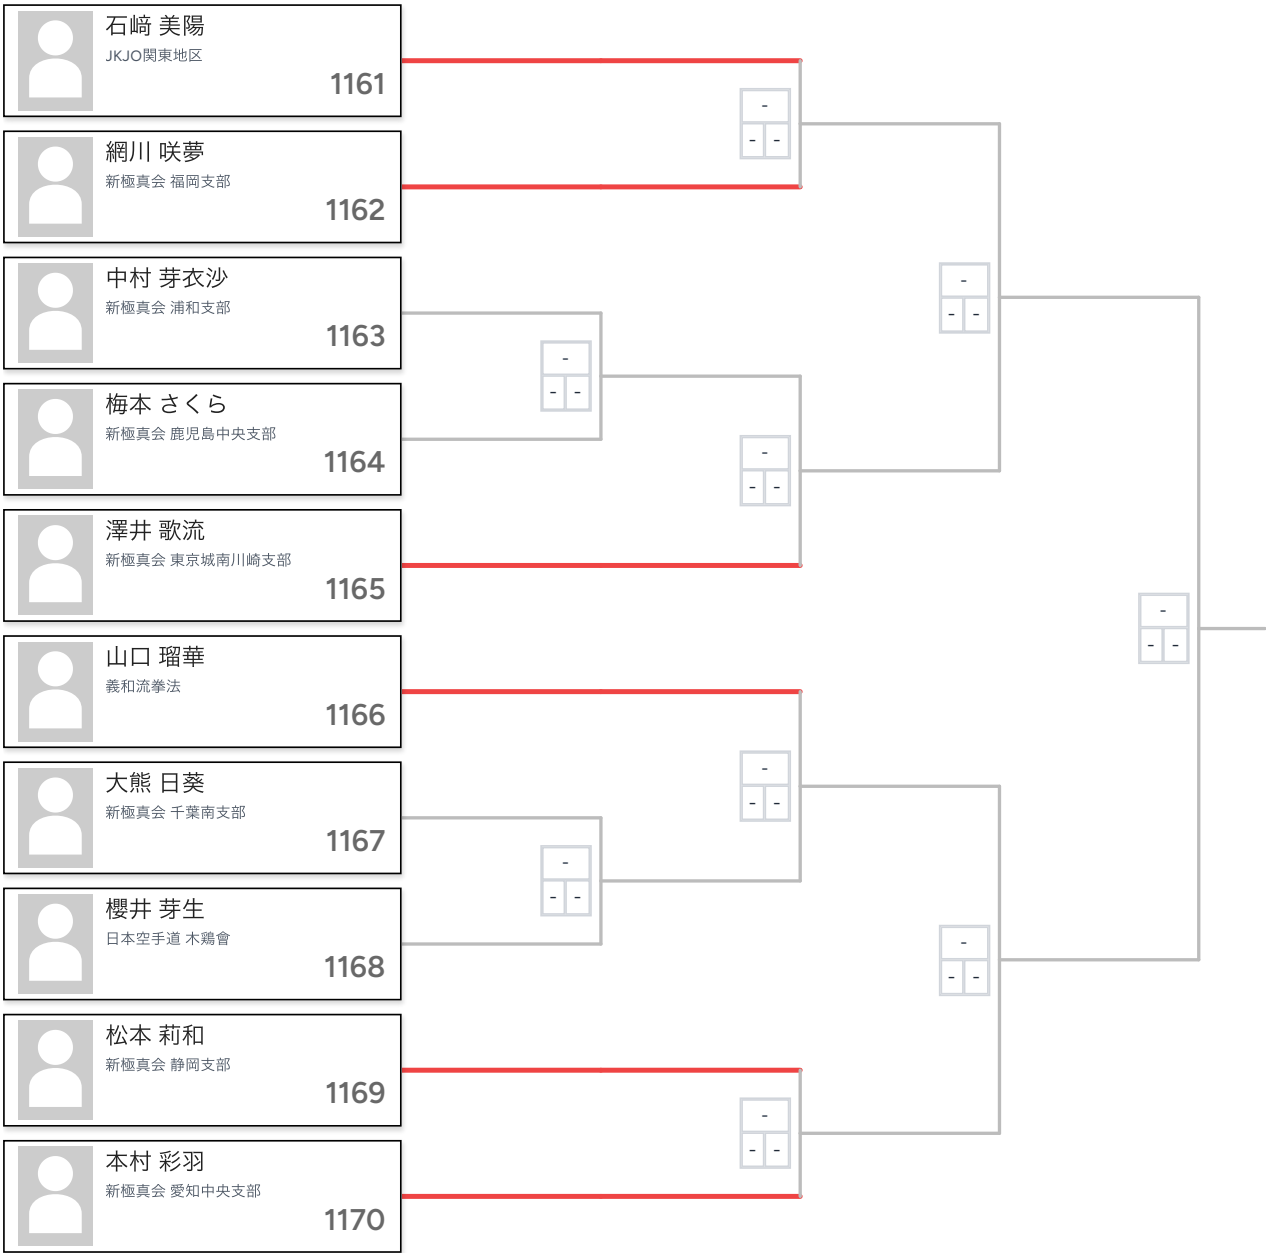 石﨑 美陽
JKJO関東地区
1161
-
- -
網川 咲夢
新極真会 福岡支部
1162
中村 芽衣沙
新極真会 浦和支部
1163
-
- -
-
- -
梅本 さくら
新極真会 鹿児島中央支部
1164
-
- -
澤井 歌流
新極真会 東京城南川崎支部
1165
-
- -
山口 瑠華
義和流拳法
1166
大熊 日葵
新極真会 千葉南支部
1167
-
- -
-
- -
櫻井 芽生
日本空手道 木鶏會
1168
-
- -
松本 莉和
新極真会 静岡支部
1169
-
- -
本村 彩羽
新極真会 愛知中央支部
1170